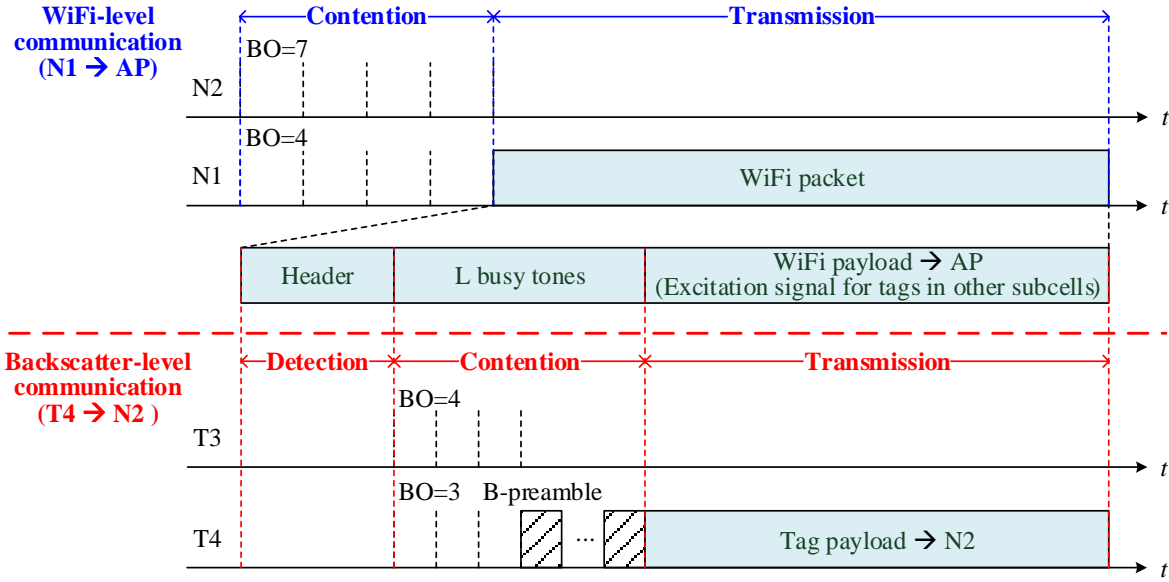 WiFi-level
communication
(N1 → AP)
Contention
Transmission
BO=7
N2
t
BO=4
N1
WiFi packet
t
Header
L busy tones
WiFi payload → AP
(Excitation signal for tags in other subcells)
Backscatter-level
communication
(T4 → N2 )
Detection
Contention
Transmission
BO=4
T3
t
BO=3
B-preamble
T4
...
Tag payload → N2
t